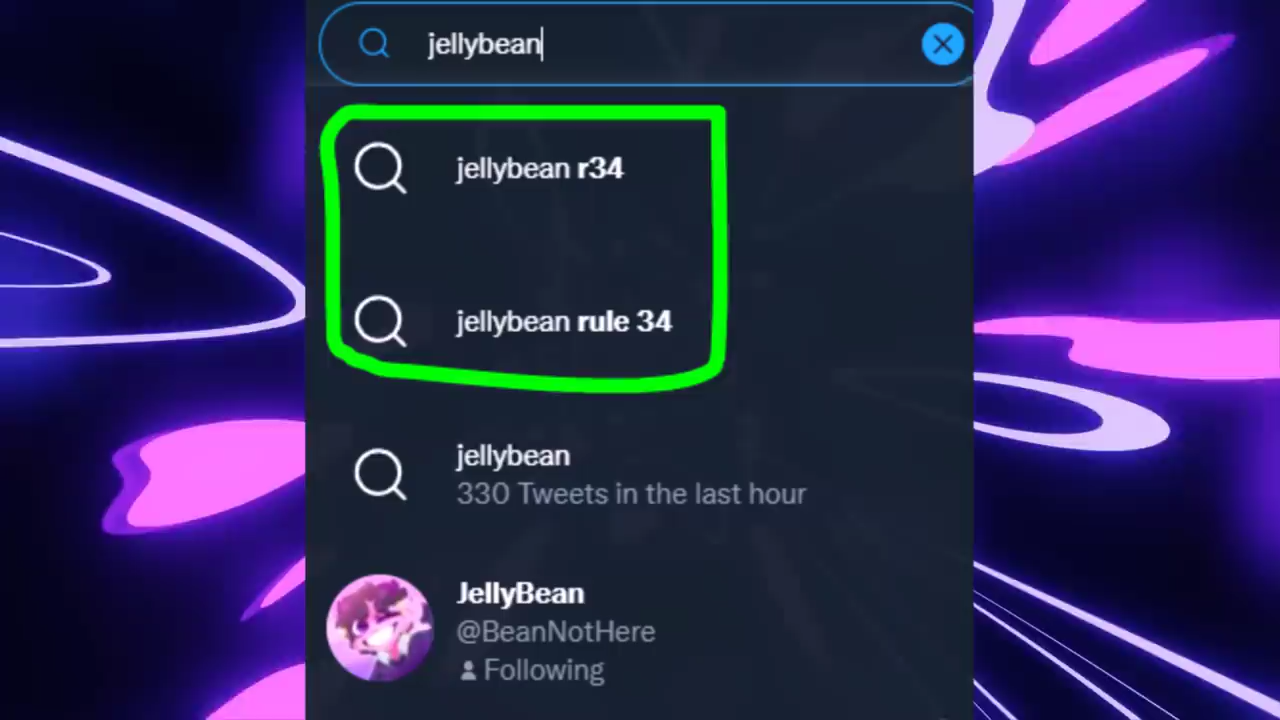 jellybean
jellybean r34
jellybean rule 34
jellybean
330 Tweets in the last hour
JellyBean
@BeanNotHere
Following